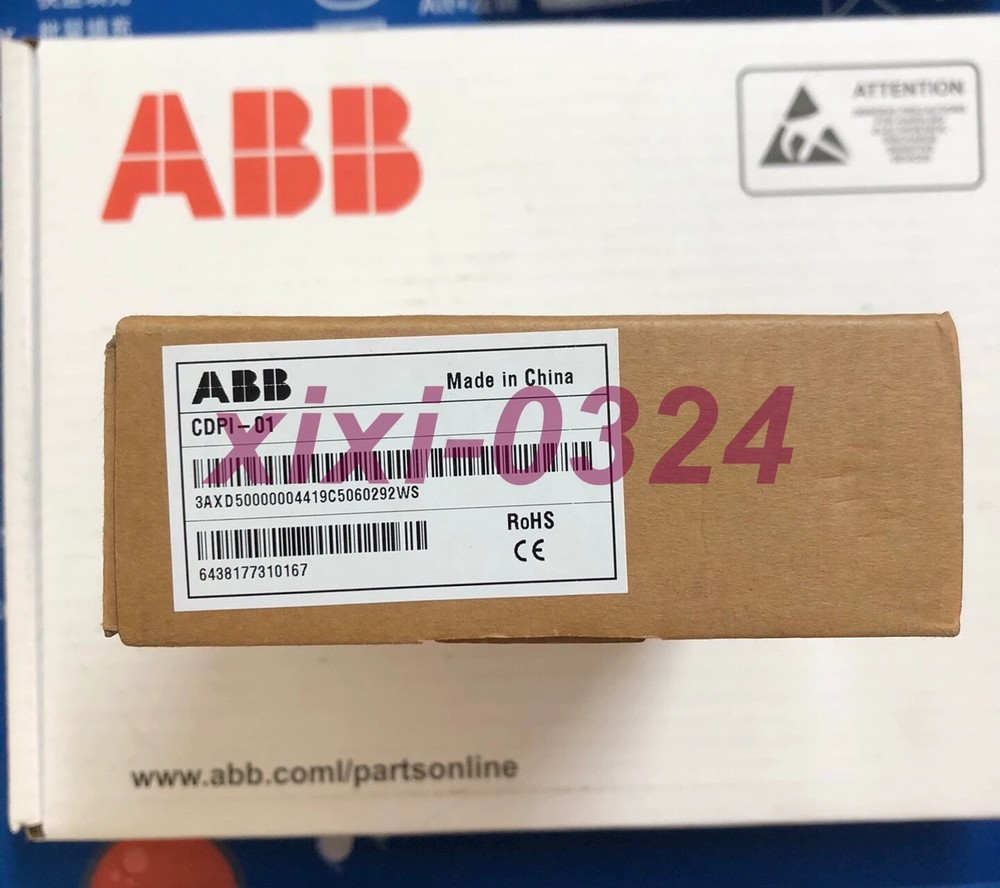 ABB
ATTENTION
ABB
Made in China
CDPI-01
xixi-0324
3AXD50000004419C5060292WS
RoHS
CE
6438177310167
www.abb.coml/partsonline